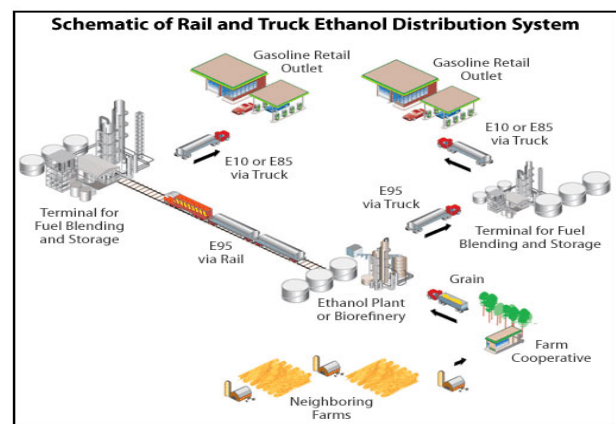 Schematic of Rail and Truck Ethanol Distribution System
Gasoline Retail
Outlet
Gasoline Retail
Outlet
E10 or E85
via Truck
E10 or E85
via Truck
E95
via Truck
Terminal for
Fuel Blending
and Storage
E95
via Rail
Terminal for Fuel
Blending and Storage
Ethanol Plant
or Biorefinery
Grain
Farm
Cooperative
Neighboring
Farms